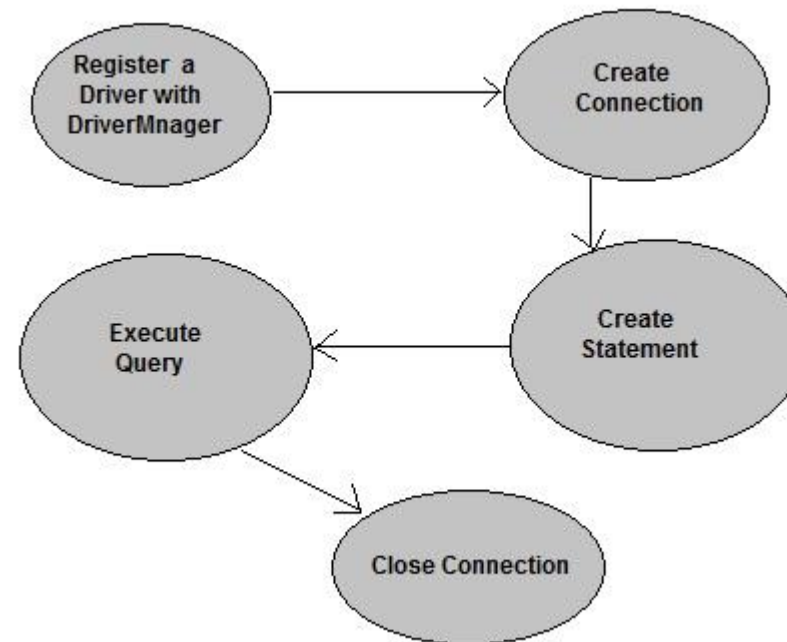 Register a
Driver with
DriverMnager
Create
Connection
Create
Statement
Execute
Query
Close Connection